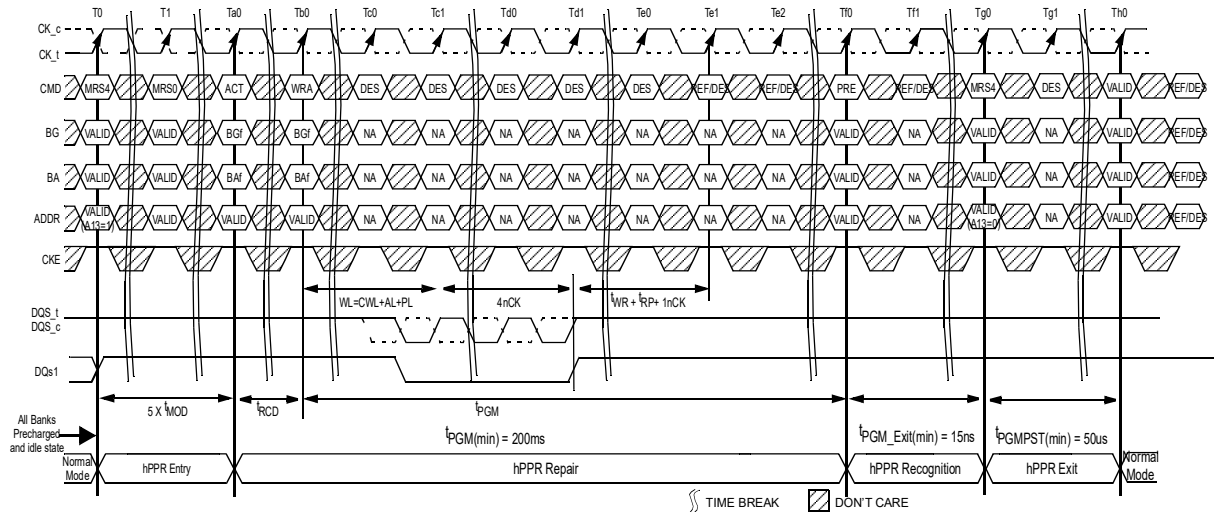 T0 T1 Ta0 Tb0 Tc0 Tc1 Td0 Td1 Te0 Te1 Te2 Tf0 Tf1 Tg0 Tg1 Th0
CK_c
CK_t
CMD MRS4 MRS0 ACT WRA DES DES DES DES DES REF/DES REF/DES PRE REF/DES MRS4 DES VALID REF/DES
BG VALID VALID BGf BGf NA NA NA NA NA NA NA VALID NA VALID NA VALID REF/DES
BA VALID VALID BAf BAf NA NA NA NA NA NA NA VALID NA VALID NA VALID REF/DES
ADDR VALID (A13=1) VALID VALID VALID NA NA NA NA NA NA NA VALID NA VALID (A13=0) NA VALID REF/DES
CKE
WL=CWL+AL+PL 4nCK tWR + tRP+ 1nCK
DQS_t
DQS_c
DQs1
5 X tMOD tRCD tPGM
All Banks
Precharged
and idle state
tPGM(min) = 200ms tPGM_Exit(min) = 15ns tPGMPST(min) = 50us
Normal Mode hPPR Entry hPPR Repair hPPR Recognition hPPR Exit Normal Mode
TIME BREAK DON'T CARE